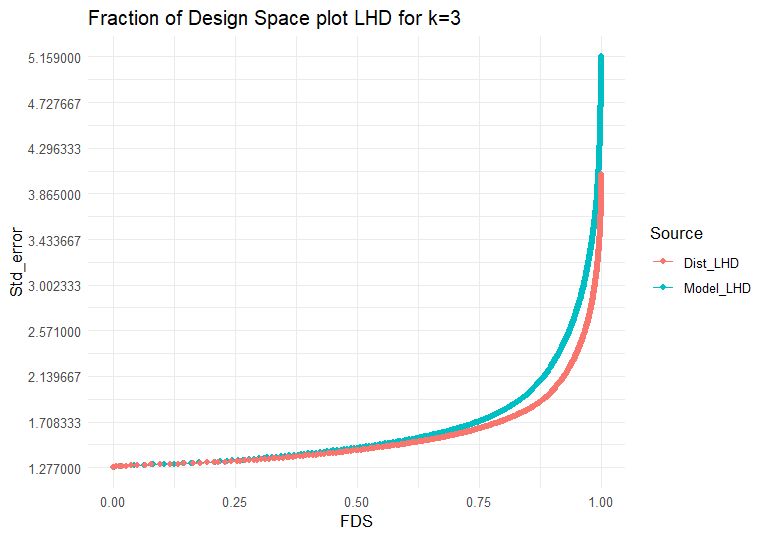 Fraction of Design Space plot LHD for k=3
5.159000
4.727667
4.296333
3.865000
3.433667
3.002333
2.571000
2.139667
1.708333
1.277000
Std_error
0.00
0.25
0.50
0.75
1.00
FDS
Source
Dist_LHD
Model_LHD